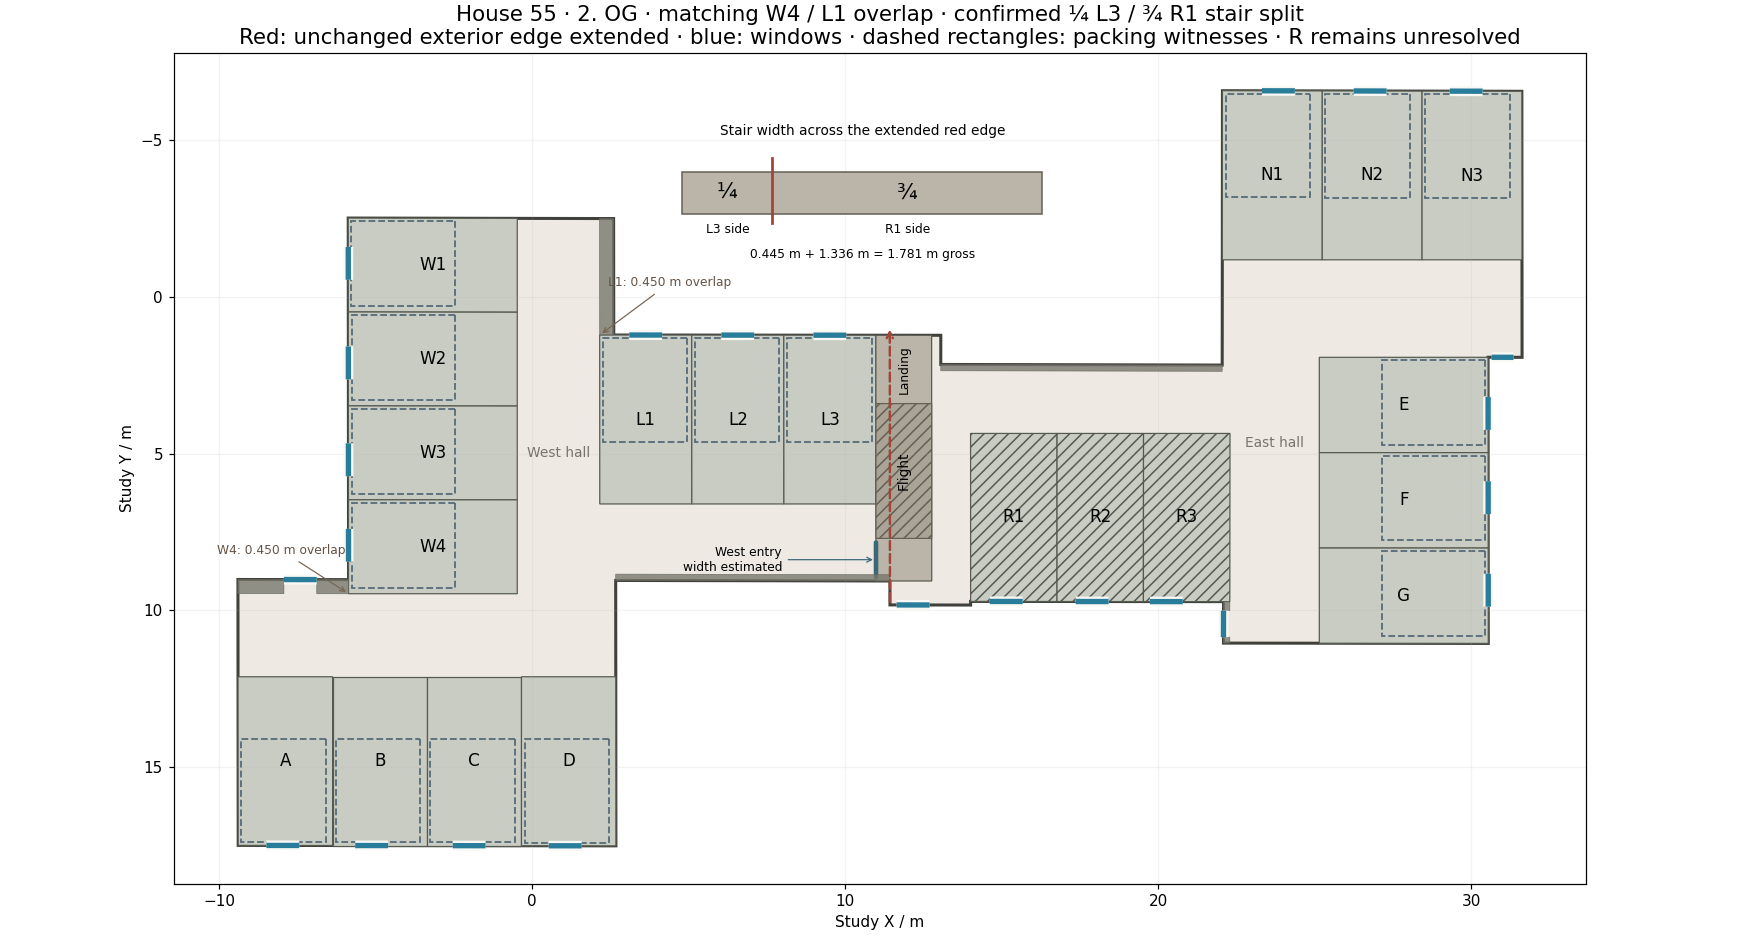 House 55 · 2. OG · matching W4 / L1 overlap · confirmed ¼ L3 / ¾ R1 stair split
Red: unchanged exterior edge extended · blue: windows · dashed rectangles: packing witnesses · R remains unresolved
Stair width across the extended red edge
¼
¾
L3 side
R1 side
0.445 m + 1.336 m = 1.781 m gross
N1
N2
N3
W1
L1: 0.450 m overlap
W2
Landing
L1
L2
L3
E
W3
West hall
Flight
East hall
F
R1
R2
R3
W4
W4: 0.450 m overlap
West entry
width estimated
G
A
B
C
D
−5
0
5
10
15
Study Y / m
−10
0
10
20
30
Study X / m